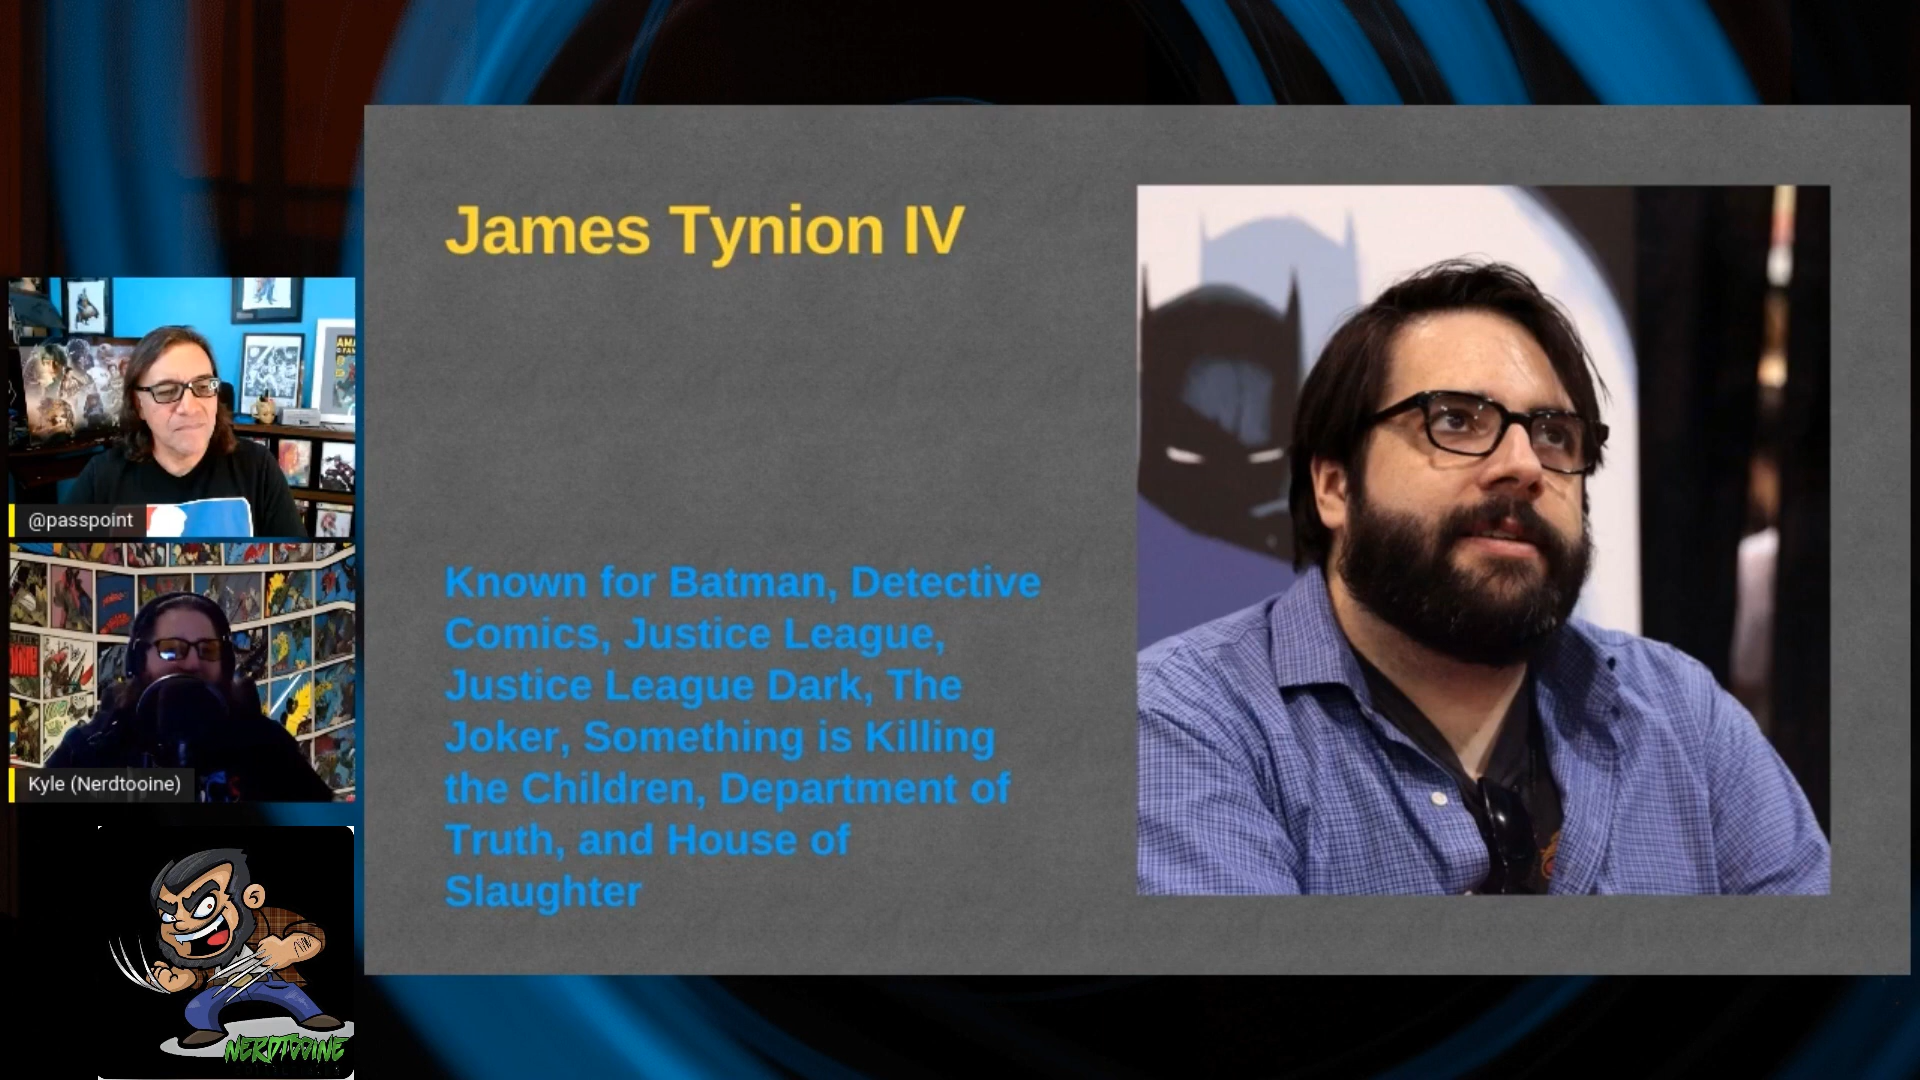 James Tynion IV
Known for Batman, Detective
Comics, Justice League,
Justice League Dark, The
Joker, Something is Killing
the Children, Department of
Truth, and House of
Slaughter
@passpoint
Kyle (Nerdtooine)
NERDTOOINE